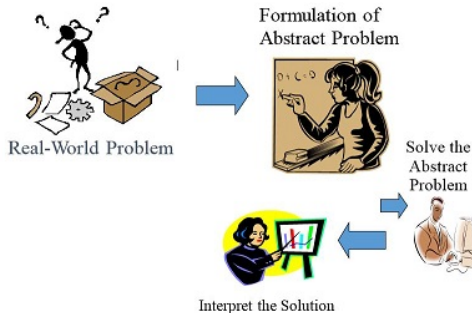 Formulation of
Abstract Problem
Real-World Problem
Solve the
Abstract
Problem
Interpret the Solution